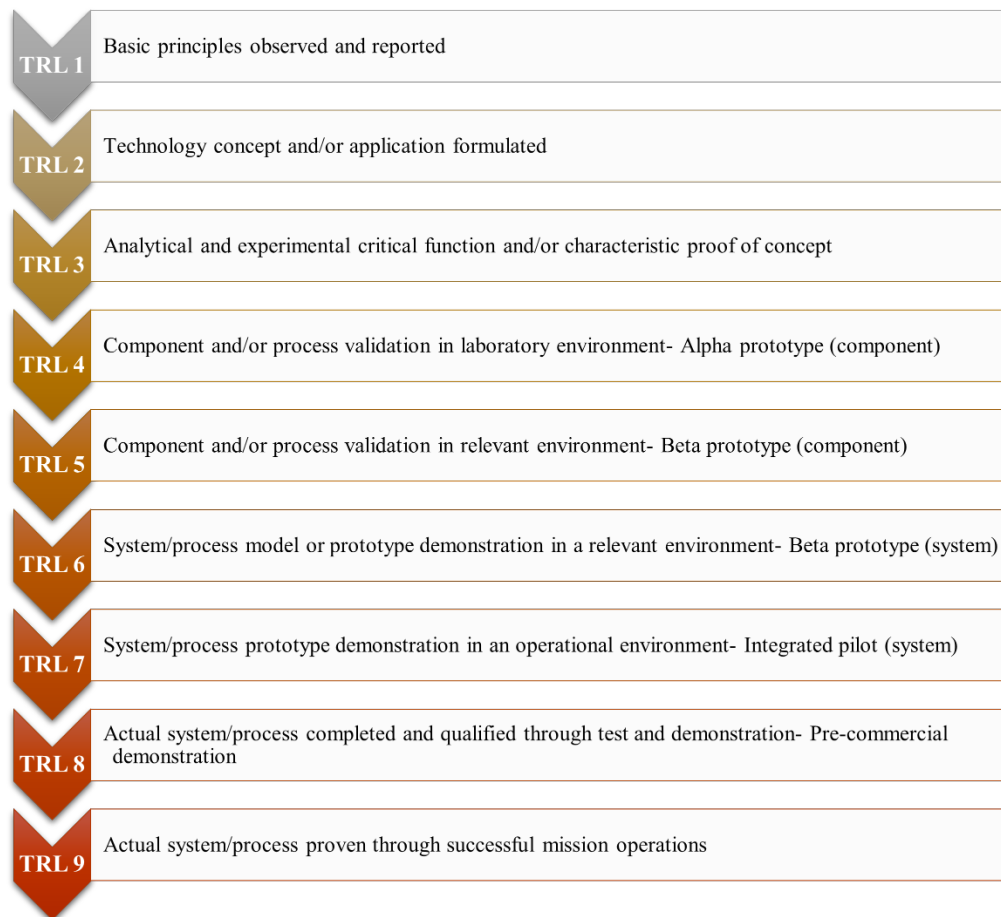 TRL 1
Basic principles observed and reported
TRL 2
Technology concept and/or application formulated
TRL 3
Analytical and experimental critical function and/or characteristic proof of concept
TRL 4
Component and/or process validation in laboratory environment- Alpha prototype (component)
TRL 5
Component and/or process validation in relevant environment- Beta prototype (component)
TRL 6
System/process model or prototype demonstration in a relevant environment- Beta prototype (system)
TRL 7
System/process prototype demonstration in an operational environment- Integrated pilot (system)
TRL 8
Actual system/process completed and qualified through test and demonstration- Pre-commercial
demonstration
TRL 9
Actual system/process proven through successful mission operations